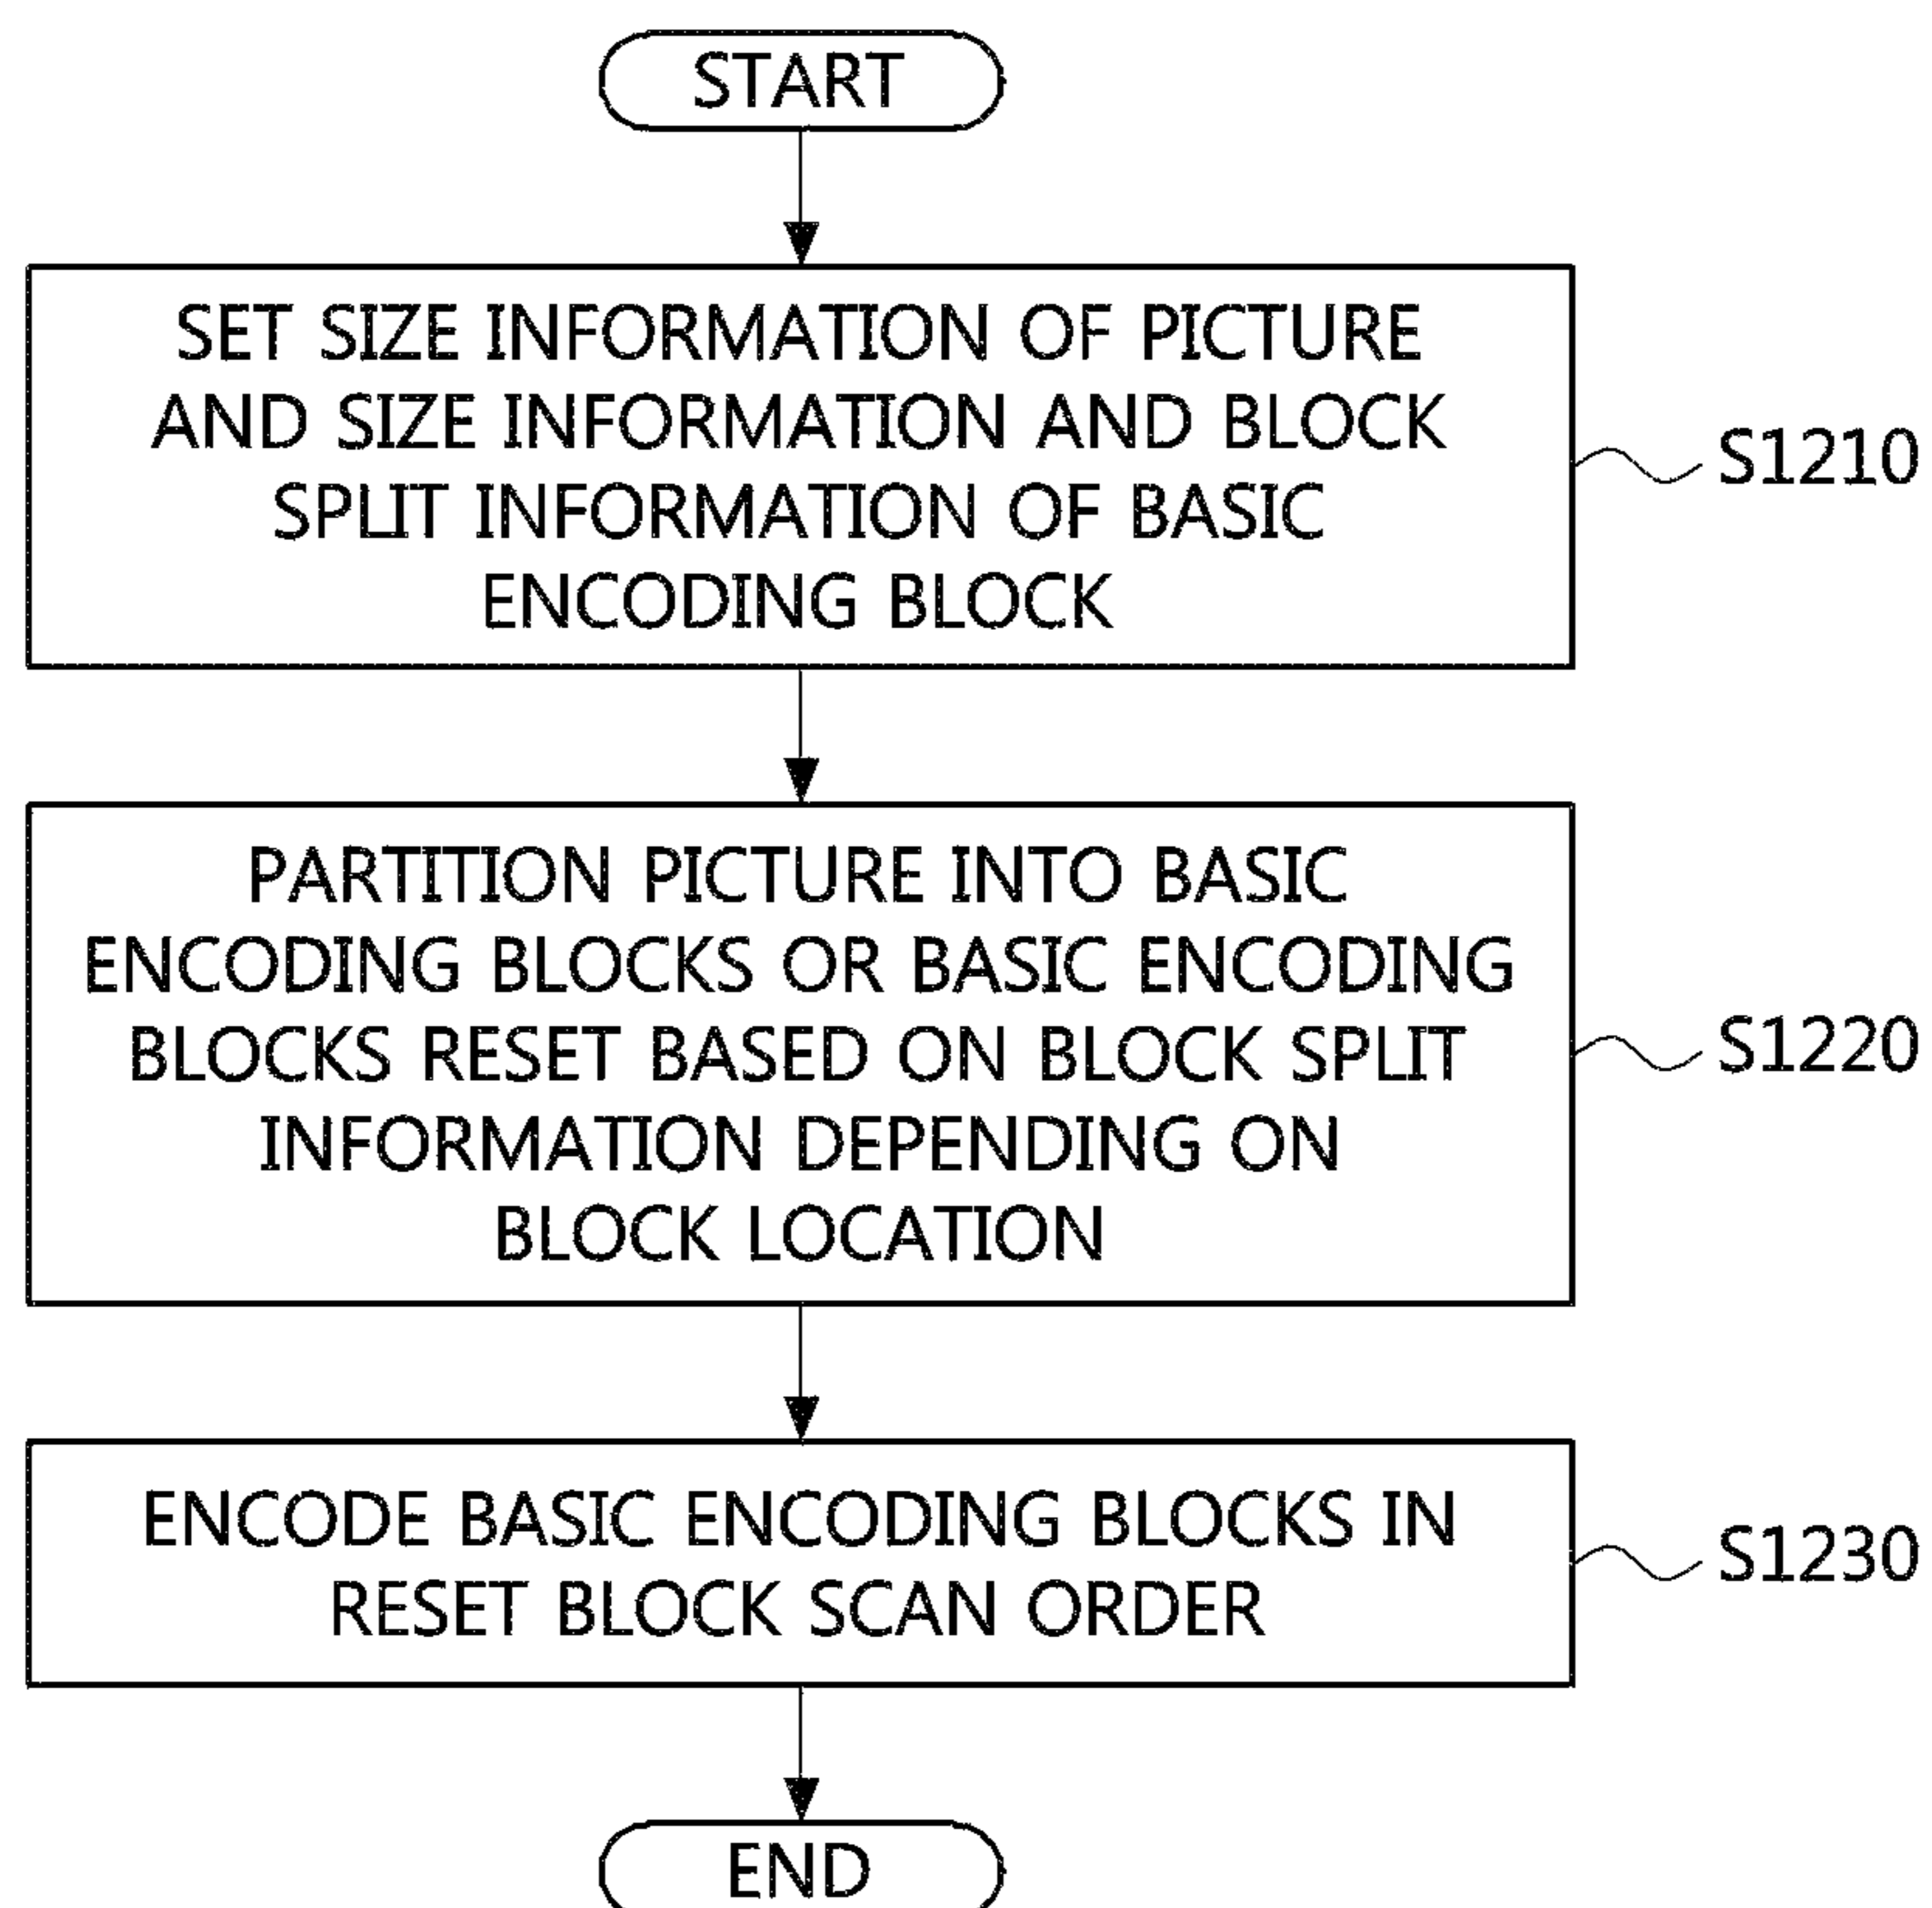 START
SET SIZE INFORMATION OF PICTURE
AND SIZE INFORMATION AND BLOCK
SPLIT INFORMATION OF BASIC
ENCODING BLOCK
S1210
PARTITION PICTURE INTO BASIC
ENCODING BLOCKS OR BASIC ENCODING
BLOCKS RESET BASED ON BLOCK SPLIT
INFORMATION DEPENDING ON
BLOCK LOCATION
S1220
ENCODE BASIC ENCODING BLOCKS IN
RESET BLOCK SCAN ORDER
S1230
END